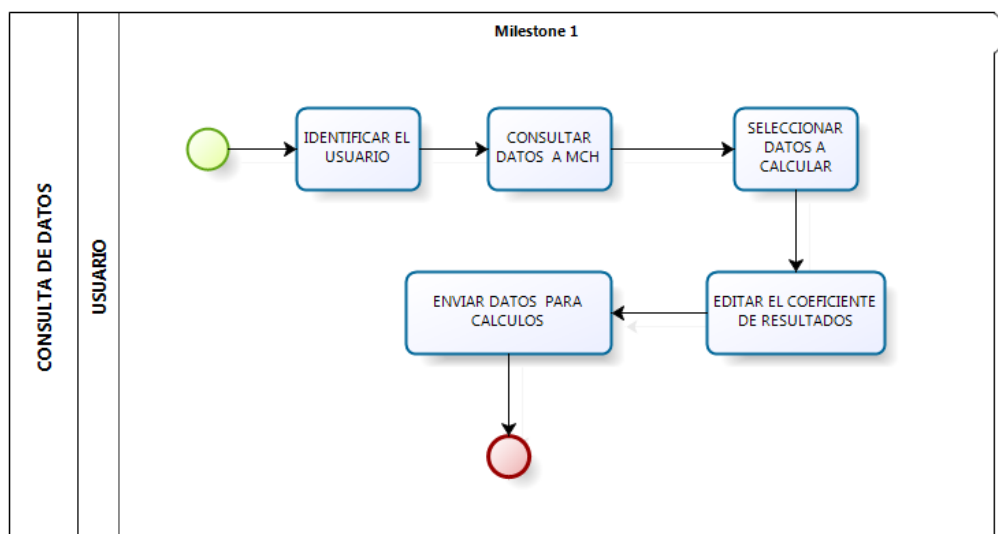 Milestone 1
CONSULTA DE DATOS
USUARIO
IDENTIFICAR EL
USUARIO
CONSULTAR
DATOS A MCH
SELECCIONAR
DATOS A
CALCULAR
EDITAR EL COEFICIENTE
DE RESULTADOS
ENVIAR DATOS PARA
CALCULOS